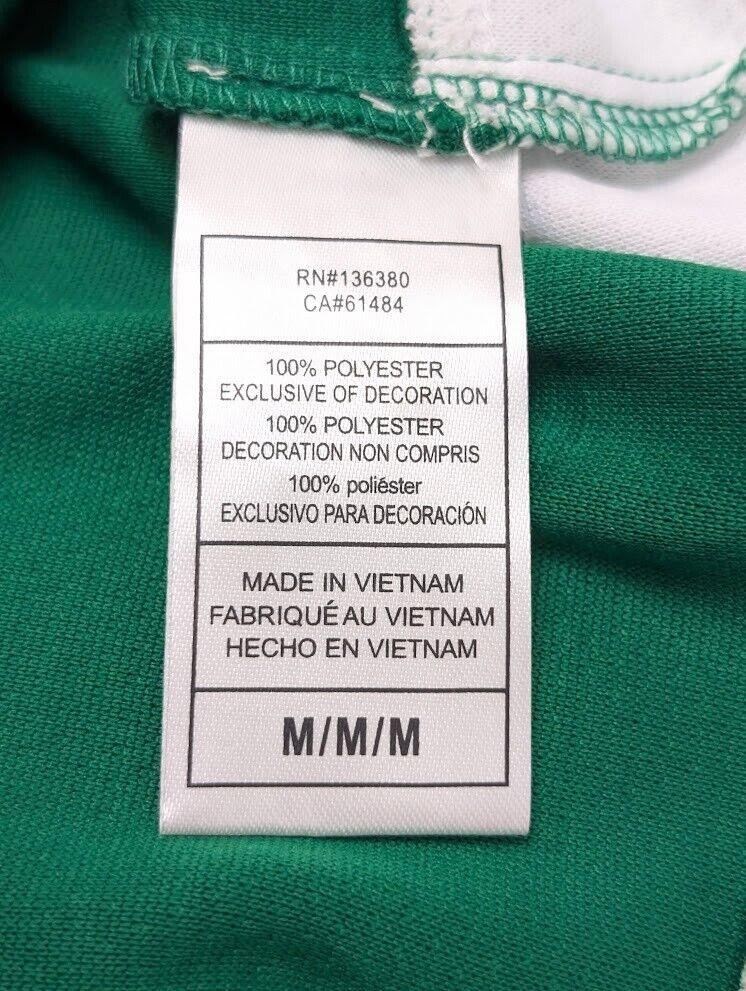 RN#136380
CA#61484
100% POLYESTER
EXCLUSIVE OF DECORATION
100% POLYESTER
DECORATION NON COMPRIS
100% poliéster
EXCLUSIVO PARA DECORACIÓN
MADE IN VIETNAM
FABRIQUÉ AU VIETNAM
HECHO EN VIETNAM
M/M/M